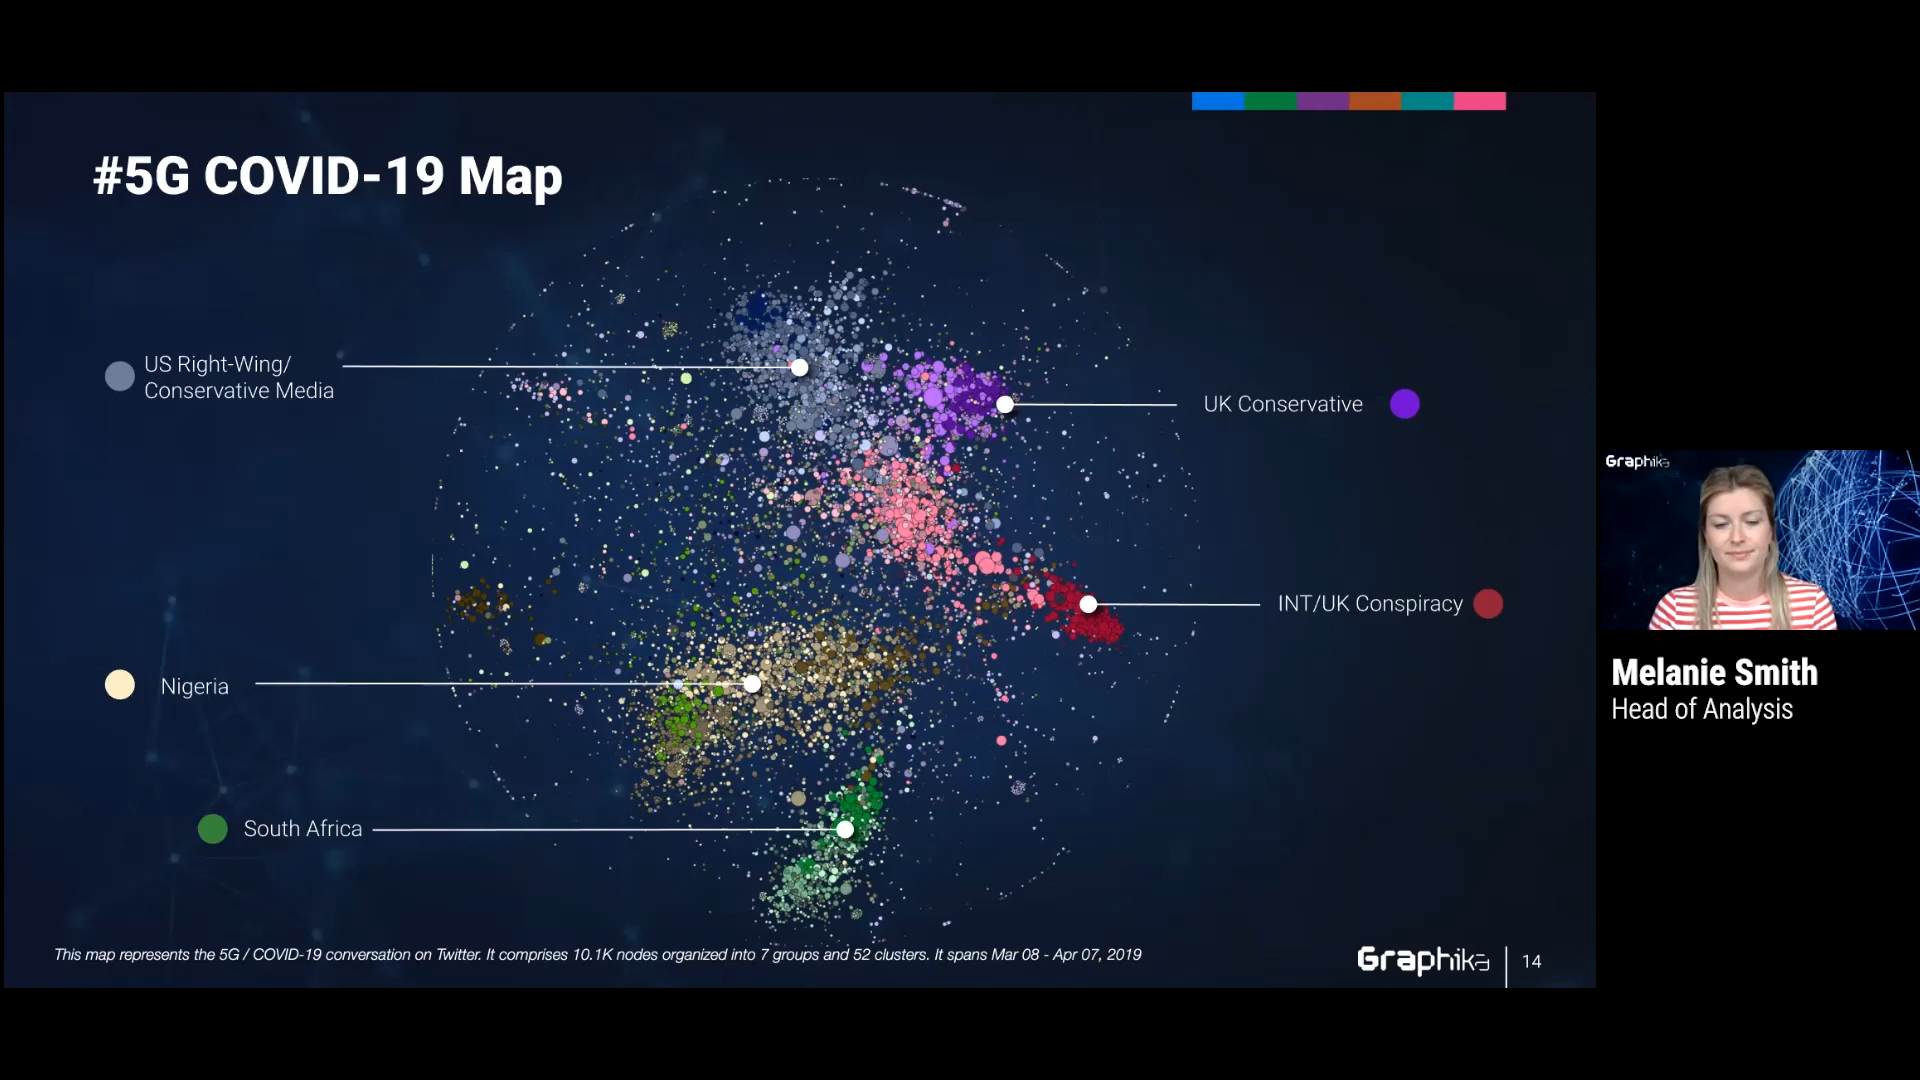 #5G COVID-19 Map
US Right-Wing/
Conservative Media
UK Conservative
INT/UK Conspiracy
Nigeria
South Africa
This map represents the 5G / COVID-19 conversation on Twitter. It comprises 10.1K nodes organized into 7 groups and 52 clusters. It spans Mar 08 - Apr 07, 2019
Graphika
14
Graphika
Melanie Smith
Head of Analysis